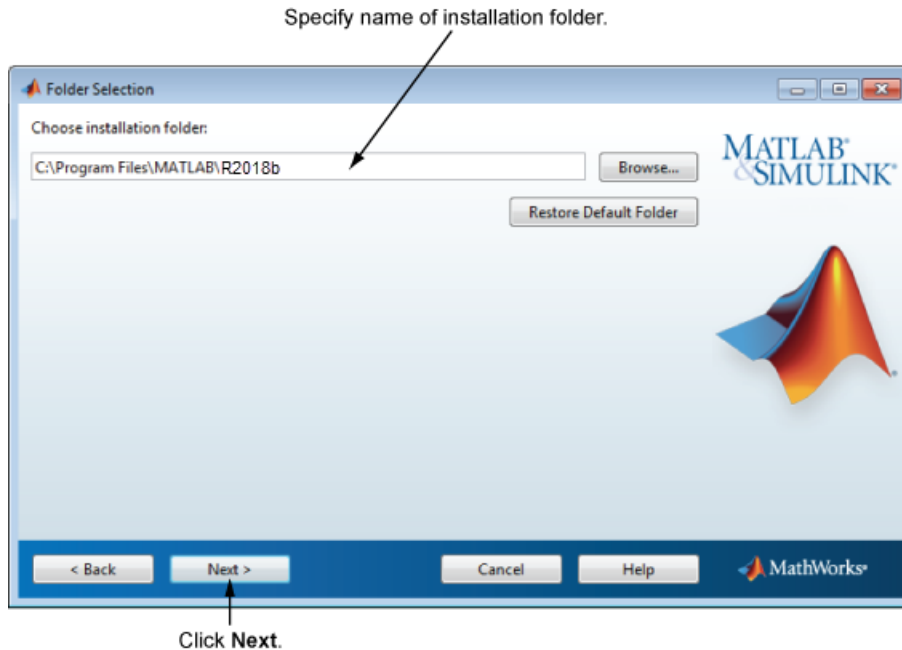 Specify name of installation folder.
Folder Selection
Choose installation folder:
C:\Program Files\MATLAB\R2018b
Browse...
Restore Default Folder
MATLAB®
&SIMULINK®
< Back
Next >
Cancel
Help
MathWorks®
Click Next.